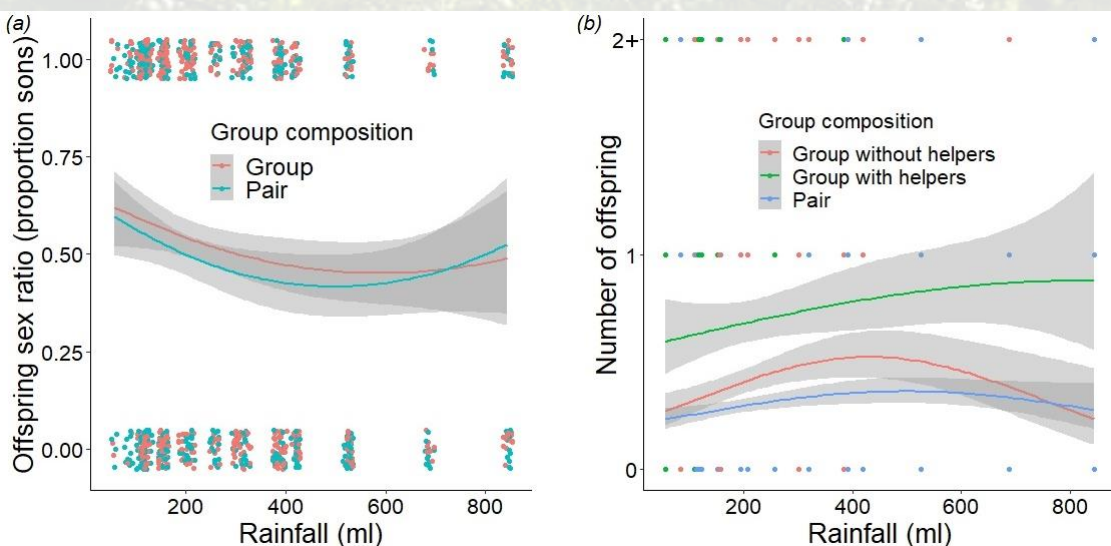 (a)
Offspring sex ratio (proportion sons)
1.00
0.75
0.50
0.25
0.00
Group composition
Group
Pair
200
400
600
800
Rainfall (ml)
(b)
Number of offspring
2+
1
0
Group composition
Group without helpers
Group with helpers
Pair
200
400
600
800
Rainfall (ml)